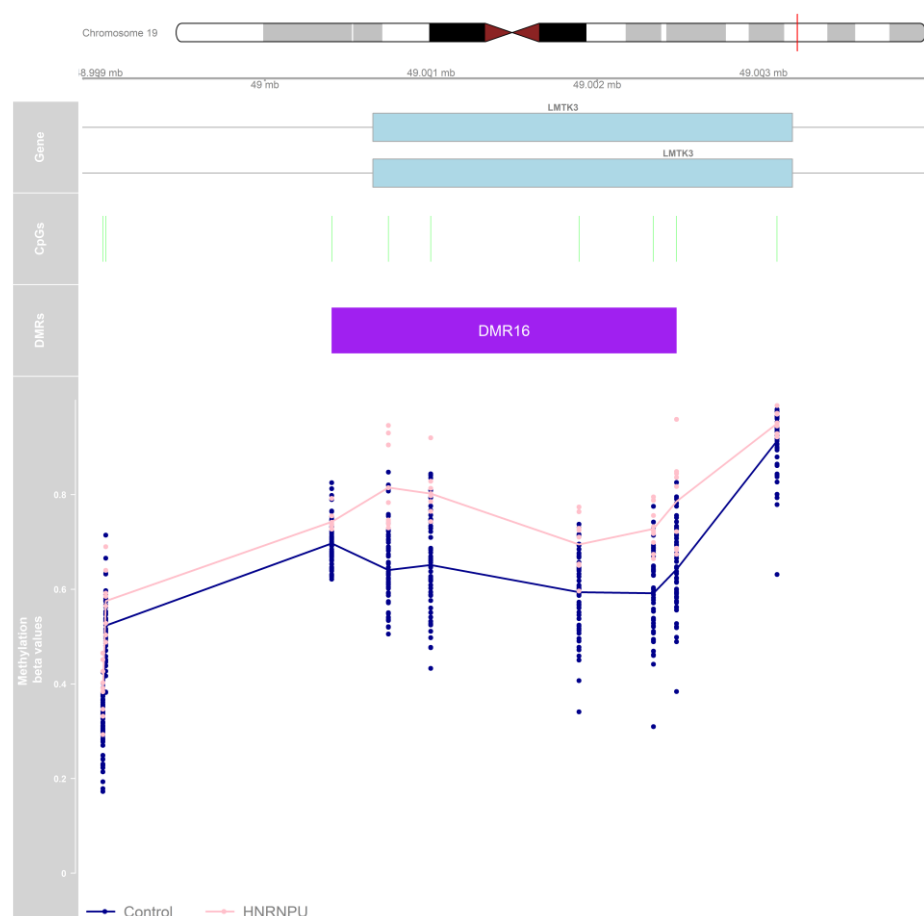 Chromosome 19
8.999 mb
49.001 mb
49.003 mb
49 mb
49.002 mb
Gene
LMTK3
LMTK3
CpGs
DMRs
DMR16
Methylation
beta values
0.8
0.6
0.4
0.2
0
Control
HNRNPU